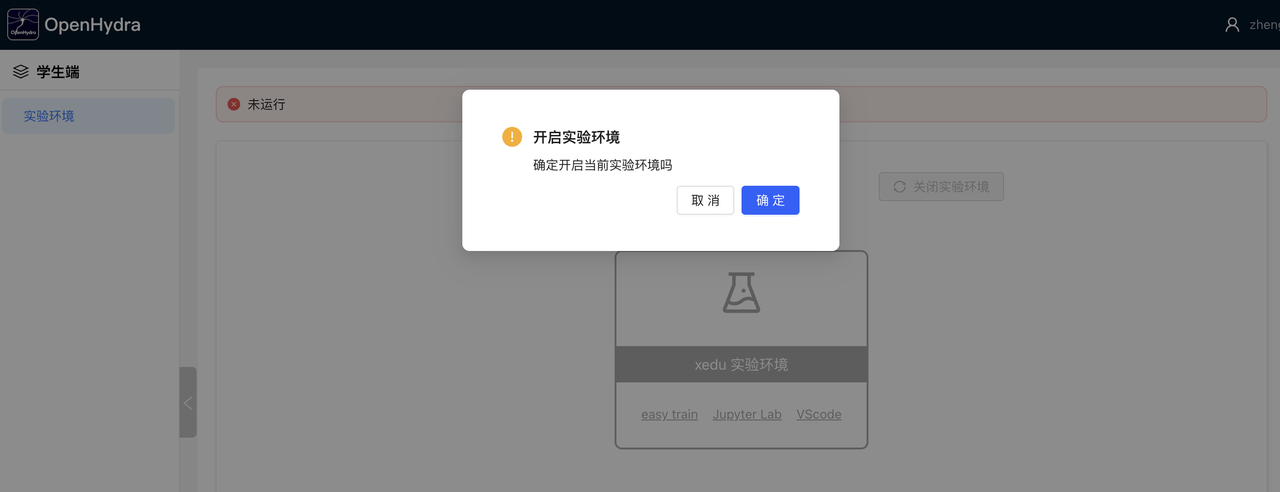 OpenHydra
OpenHydra
zheng
学生端
实验环境
未运行
开启实验环境
确定开启当前实验环境吗
取 消
确 定
关闭实验环境
xedu 实验环境
easy train
Jupyter Lab
VScode